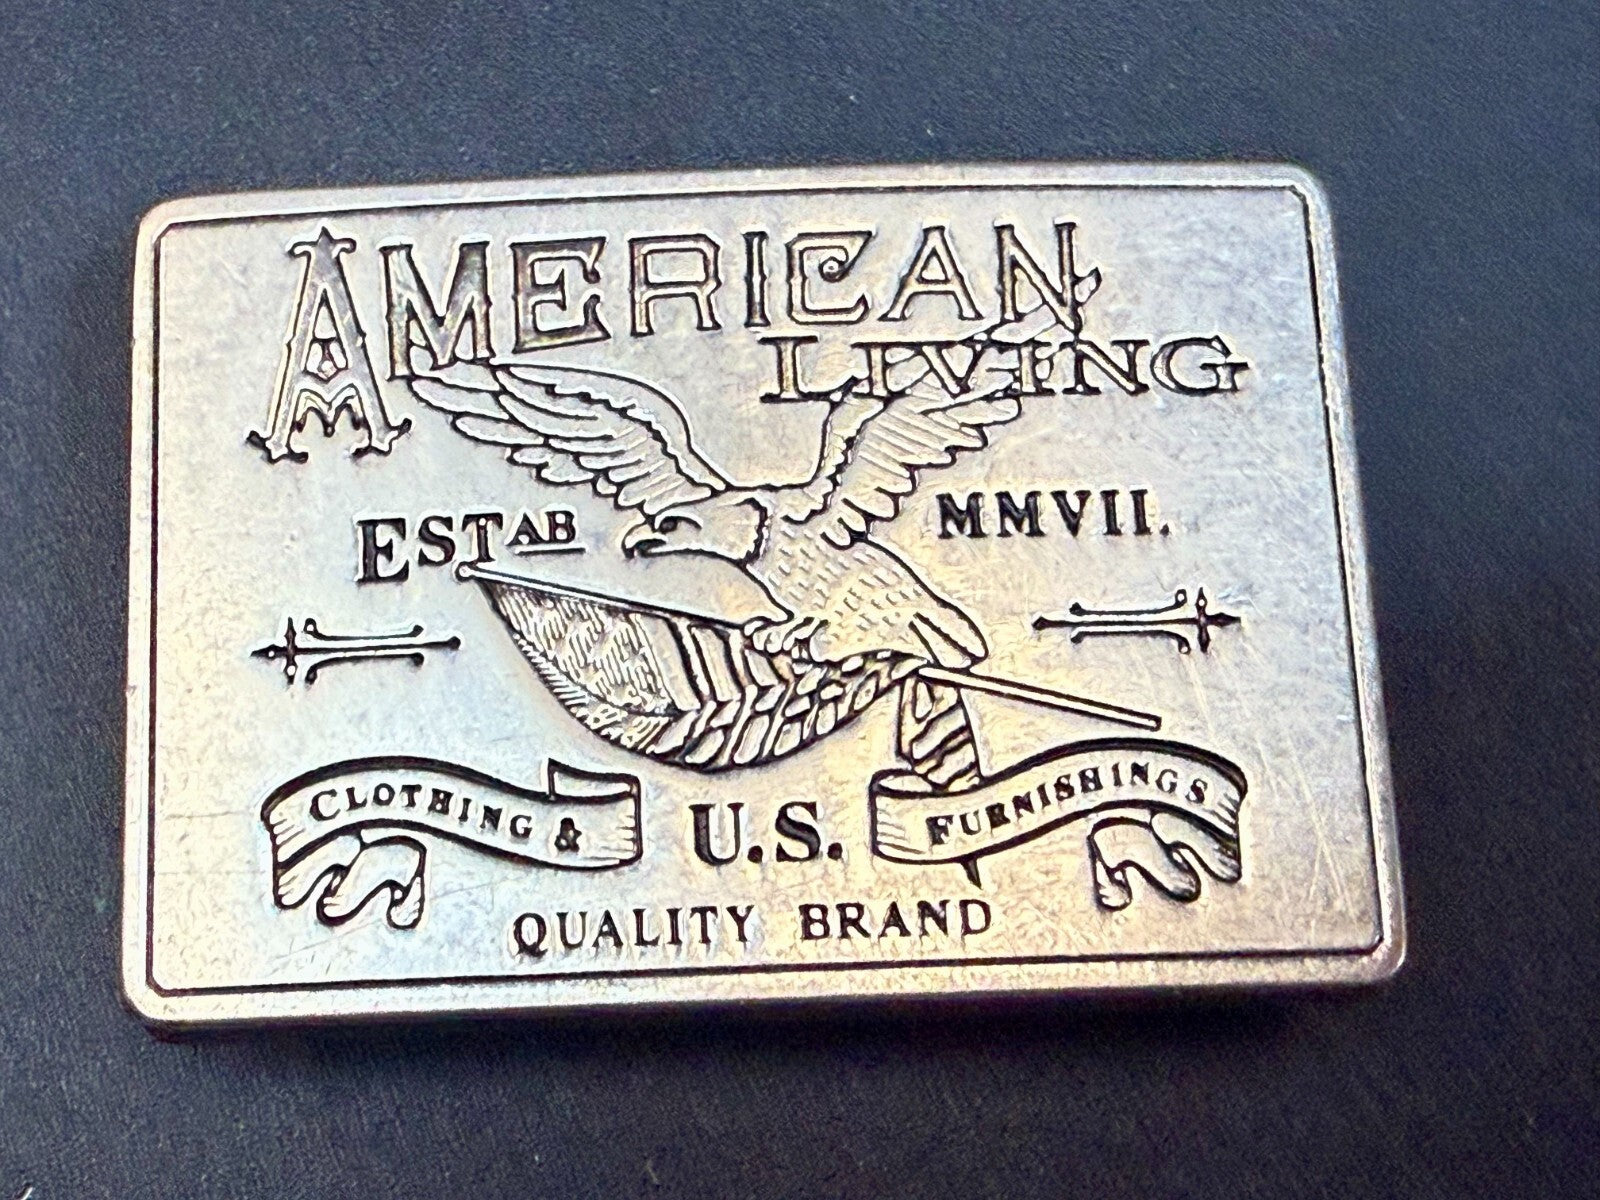 AMERICAN
LIVING
ESTAB MMVII.
CLOTHING & U.S. FURNISHINGS
QUALITY BRAND